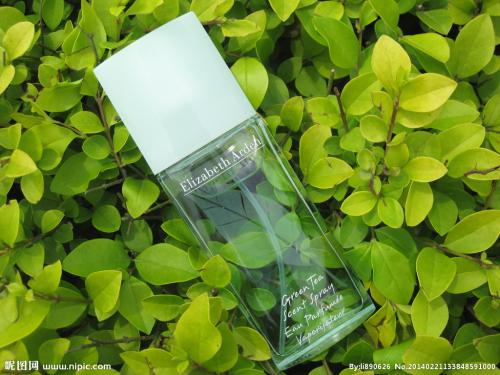 Elizabeth Arden
Green Tea
Scent Spray
Eau Parfumée
Vaporisateur
昵图网 www.nipic.com
By:li890626 No.20140221133848591000